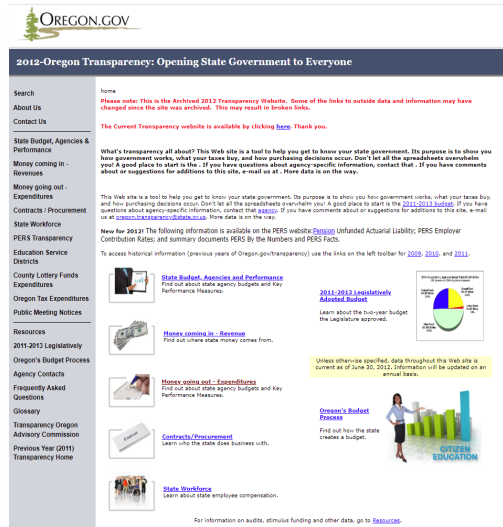 OREGON.GOV
2012-Oregon Transparency: Opening State Government to Everyone
Search
About Us
Contact Us
State Budget, Agencies &
Performance
Money coming in -
Revenues
Money going out -
Expenditures
Contracts / Procurement
State Workforce
PERS Transparency
Education Service
Districts
County Lottery Funds
Expenditures
Oregon Tax Expenditures
Public Meeting Notices
Resources
2011-2013 Legislatively
Oregon's Budget Process
Agency Contacts
Frequently Asked
Questions
Glossary
Transparency Oregon
Advisory Commission
Previous Year (2011)
Transparency Home
home
Please note: This is the Archived 2012 Transparency Website. Some of the links to outside data and information may have
changed since the site was archived. This may result in broken links.
The Current Transparency website is available by clicking here. Thank you.
What's transparency all about? This Web site is a tool to help you get to know your state government. Its purpose is to show you
how government works, what your taxes buy, and how purchasing decisions occur. Don't let all the spreadsheets overwhelm
you! A good place to start is the . If you have questions about agency-specific information, contact that . If you have comments
about or suggestions for additions to this site, e-mail us at . More data is on the way.
This Web site is a tool to help you get to know your state government. Its purpose is to show you how government works, what your taxes buy,
and how purchasing decisions occur. Don't let all the spreadsheets overwhelm you! A good place to start is the 2011-2013 budget. If you have
questions about agency-specific information, contact that agency. If you have comments about or suggestions for additions to this site, e-mail
us at oregon.transparency@state.or.us. More data is on the way.
New for 2012! The following information is available on the PERS website:Pension Unfunded Actuarial Liability; PERS Employer
Contribution Rates; and summary documents PERS By the Numbers and PERS Facts.
To access historical information (previous years of Oregon.gov/transparency) use the links on the left toolbar for 2009, 2010, and 2011.
State Budget, Agencies and Performance
Find out about state agency budgets and Key
Performance Measures.
Money coming in - Revenue
Find out where state money comes from.
Money going out - Expenditures
Find out about state agency budgets and Key
Performance Measures.
Contracts/Procurement
Learn who the state does business with.
State Workforce
Learn about state employee compensation.
2011-2013 Legislatively
Adopted Budget
Learn about the two-year budget
the Legislature approved.
Unless otherwise specified, data throughout this Web site is
current as of June 30, 2012. Information will be updated on an
annual basis.
Oregon's Budget
Process
Find out how the state
creates a budget.
CITIZEN
EDUCATION
For information on audits, stimulus funding and other data, go to Resources.